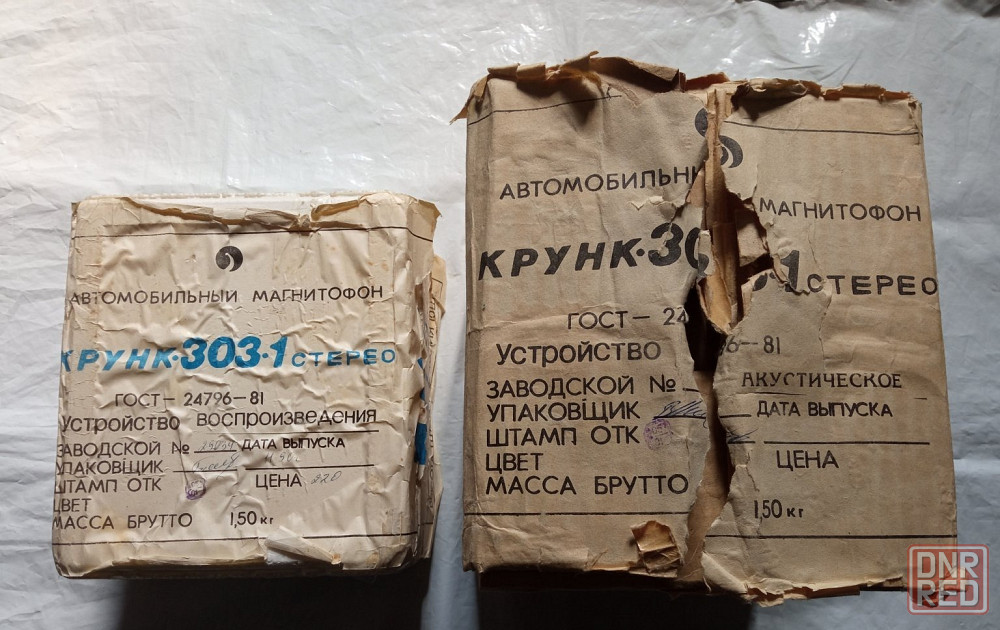 АВТОМОБИЛЬНЫЙ МАГНИТОФОН
КРУНК·303·1 СТЕРЕО
ГОСТ — 24796—81
Устройство воспроизведения
ЗАВОДСКОЙ № ДАТА ВЫПУСКА
УПАКОВЩИК
ШТАМП ОТК ЦЕНА 220
ЦВЕТ
МАССА БРУТТО 1,50 кг
АВТОМОБИЛЬН МАГНИТОФОН
КРУНК·30 ·1 СТЕРЕО
ГОСТ — 24 6—81
Устройство АКУСТИЧЕСКОЕ
ЗАВОДСКОЙ № ДАТА ВЫПУСКА
УПАКОВЩИК
ШТАМП ОТК
ЦВЕТ ЦЕНА
МАССА БРУТТО 1,50 кг
DNR
RED